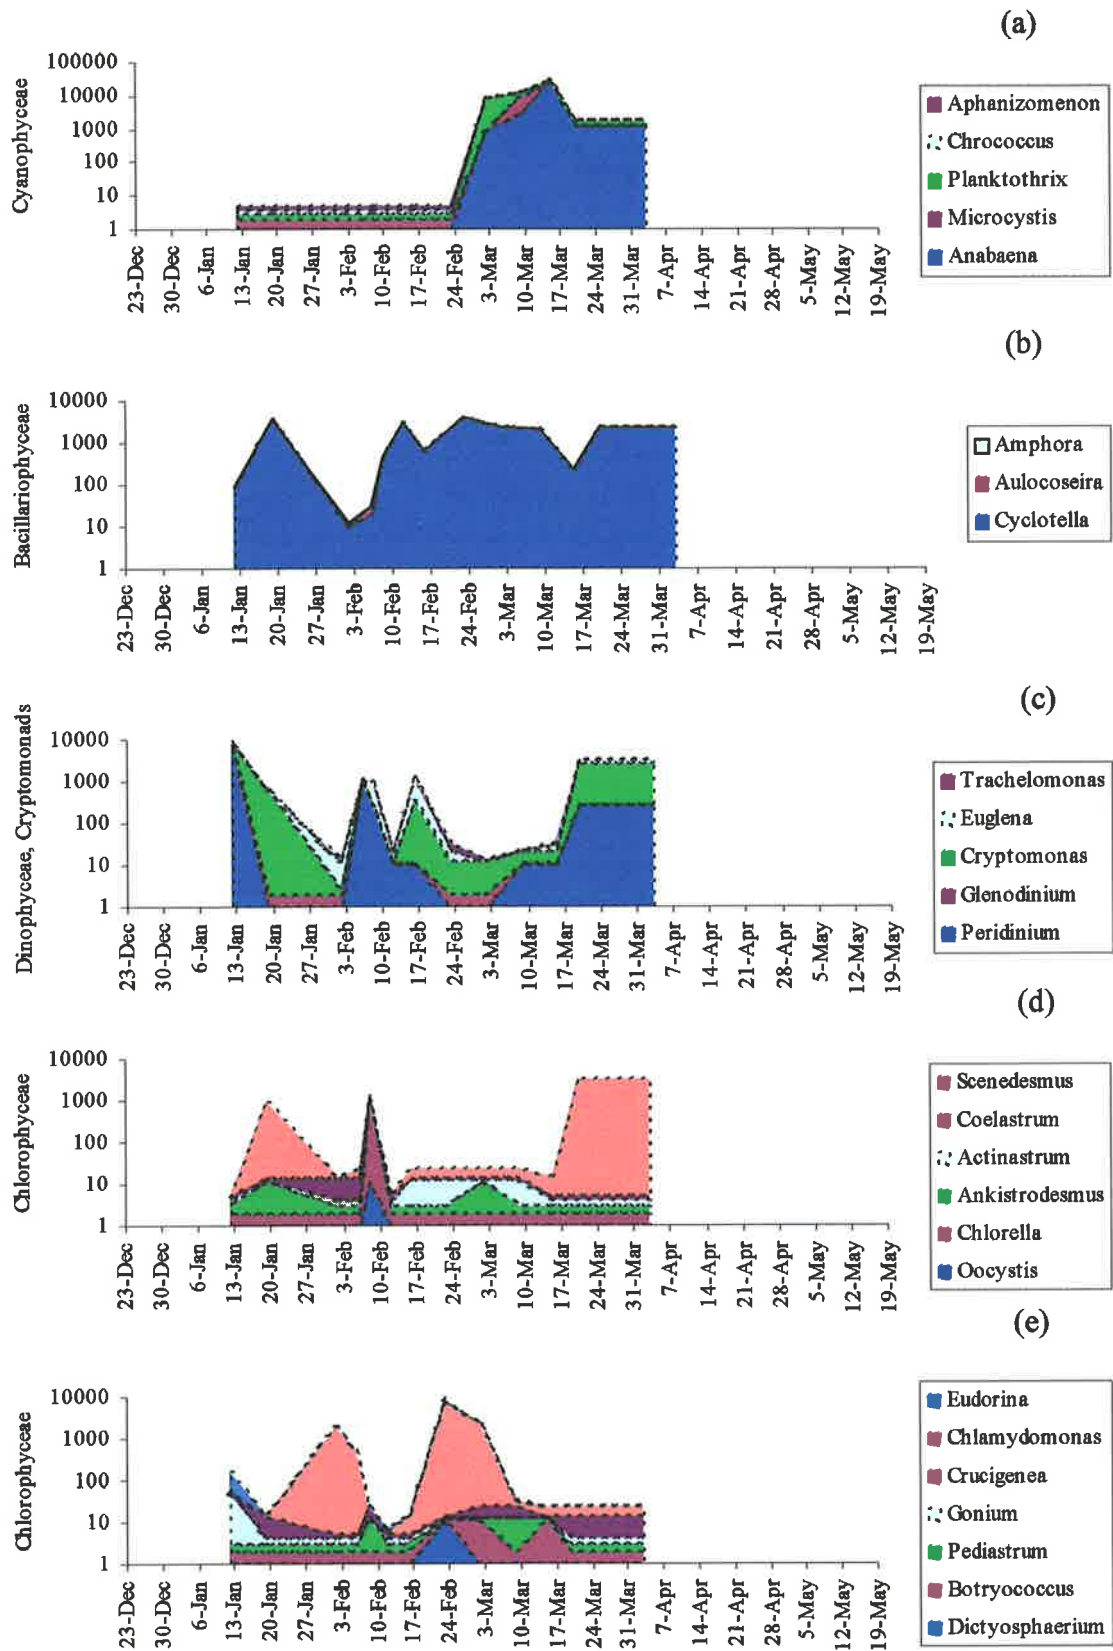 (a)
Cyanophyceae
100000
10000
1000
100
10
1
23-Dec 30-Dec 6-Jan 13-Jan 20-Jan 27-Jan 3-Feb 10-Feb 17-Feb 24-Feb 3-Mar 10-Mar 17-Mar 24-Mar 31-Mar 7-Apr 14-Apr 21-Apr 28-Apr 5-May 12-May 19-May
Aphanizomenon
Chrococcus
Planktothrix
Microcystis
Anabaena
(b)
Bacillariophyceae
10000
1000
100
10
1
23-Dec 30-Dec 6-Jan 13-Jan 20-Jan 27-Jan 3-Feb 10-Feb 17-Feb 24-Feb 3-Mar 10-Mar 17-Mar 24-Mar 31-Mar 7-Apr 14-Apr 21-Apr 28-Apr 5-May 12-May 19-May
Amphora
Aulocoseira
Cyclotella
(c)
Dinophyceae, Cryptomonads
10000
1000
100
10
1
23-Dec 30-Dec 6-Jan 13-Jan 20-Jan 27-Jan 3-Feb 10-Feb 17-Feb 24-Feb 3-Mar 10-Mar 17-Mar 24-Mar 31-Mar 7-Apr 14-Apr 21-Apr 28-Apr 5-May 12-May 19-May
Trachelomonas
Euglena
Cryptomonas
Glenodinium
Peridinium
(d)
Chlorophyceae
10000
1000
100
10
1
23-Dec 30-Dec 6-Jan 13-Jan 20-Jan 27-Jan 3-Feb 10-Feb 17-Feb 24-Feb 3-Mar 10-Mar 17-Mar 24-Mar 31-Mar 7-Apr 14-Apr 21-Apr 28-Apr 5-May 12-May 19-May
Scenedesmus
Coelastrum
Actinastrum
Ankistrodesmus
Chlorella
Oocystis
(e)
Chlorophyceae
10000
1000
100
10
1
23-Dec 30-Dec 6-Jan 13-Jan 20-Jan 27-Jan 3-Feb 10-Feb 17-Feb 24-Feb 3-Mar 10-Mar 17-Mar 24-Mar 31-Mar 7-Apr 14-Apr 21-Apr 28-Apr 5-May 12-May 19-May
Eudorina
Chlamydomonas
Crucigenea
Gonium
Pediastrum
Botryococcus
Dictyosphaerium